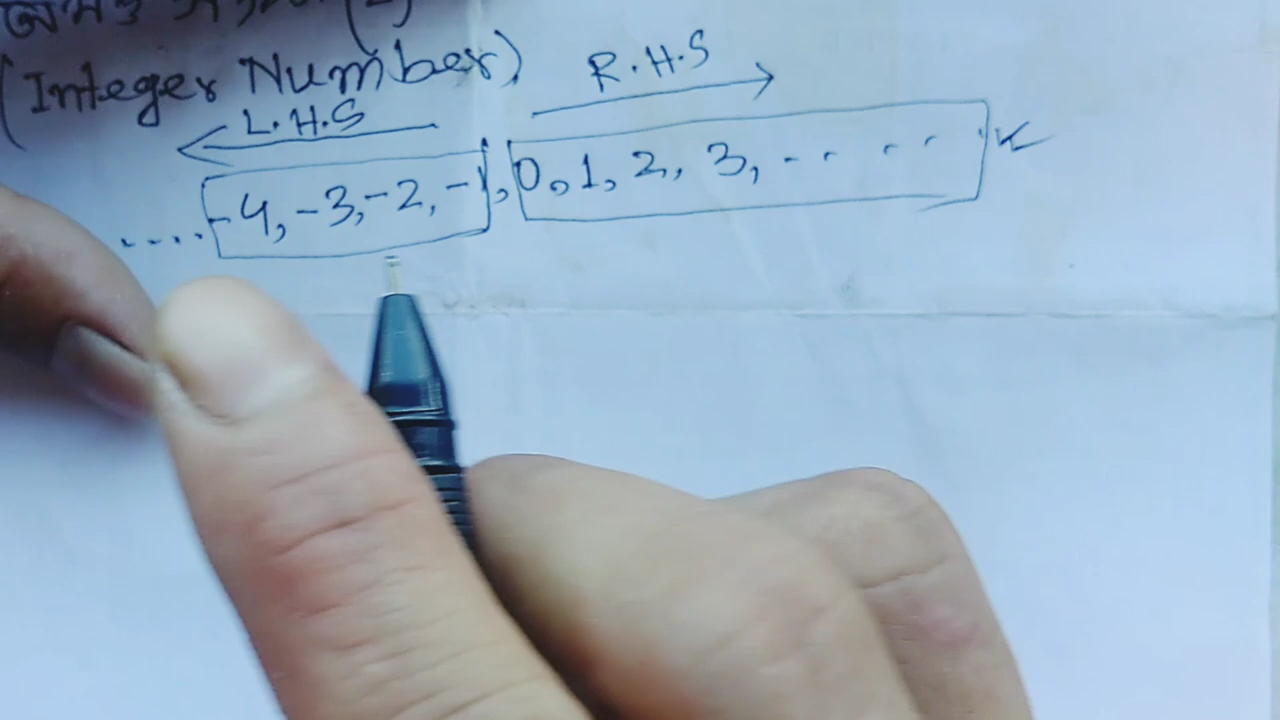 (Integer Number)
L.H.S R.H.S
.....-4, -3, -2, -1, 0, 1, 2, 3, - - - -